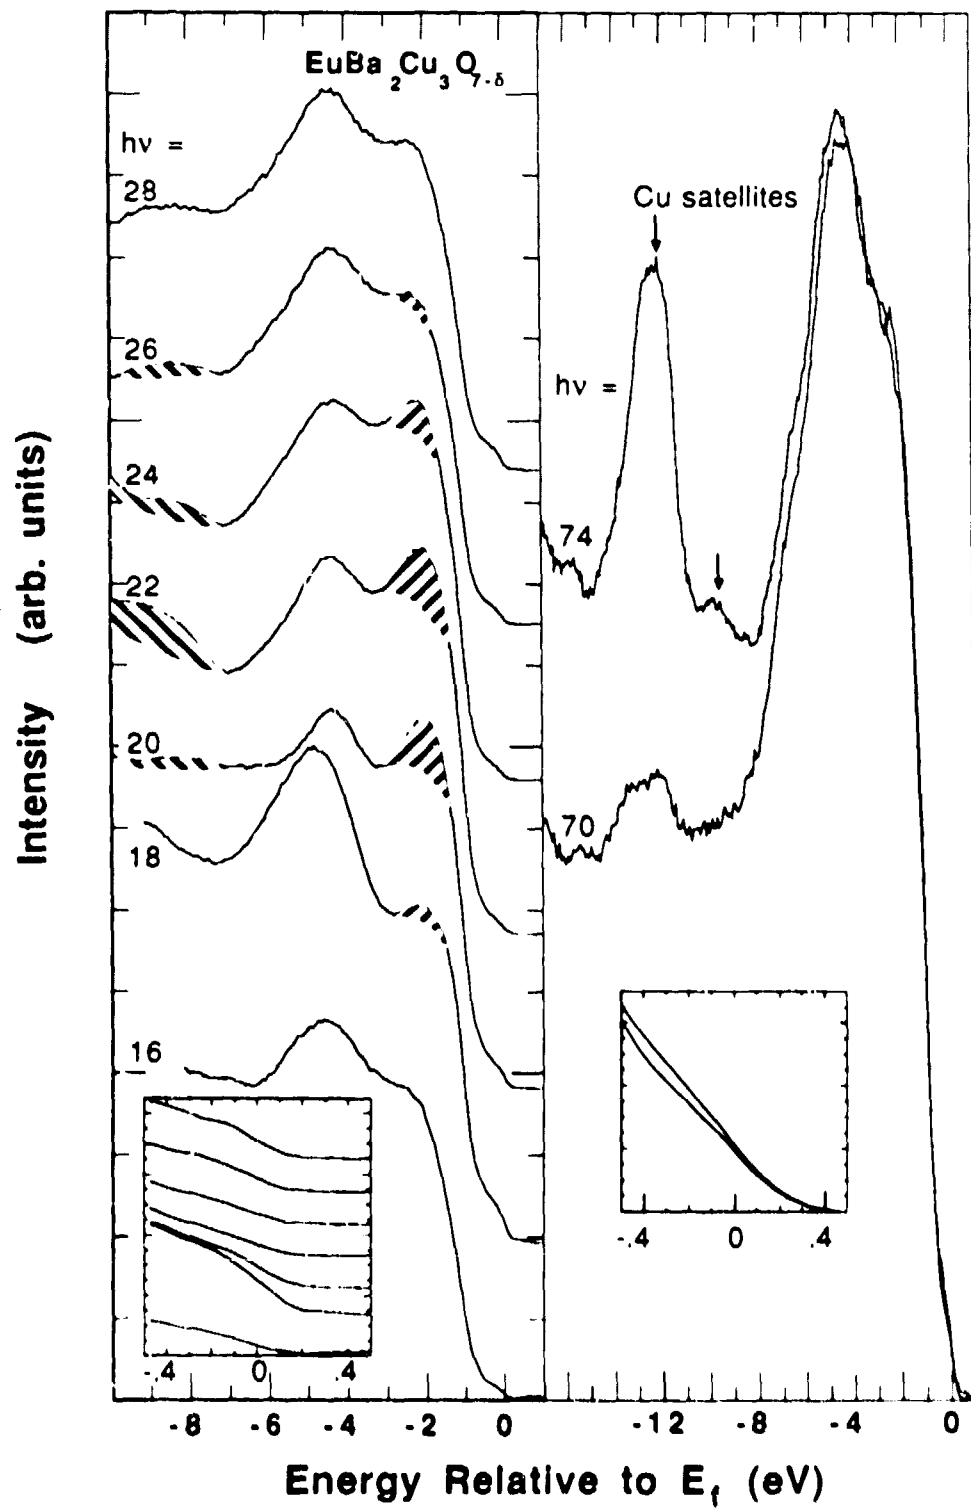 EuBa2Cu3O7-δ
hν =
28
26
24
22
20
18
16
-.4 0 .4
-8 -6 -4 -2 0
Cu satellites
hν =
74
70
-.4 0 .4
-12 -8 -4 0
Intensity (arb. units)
Energy Relative to Ef (eV)